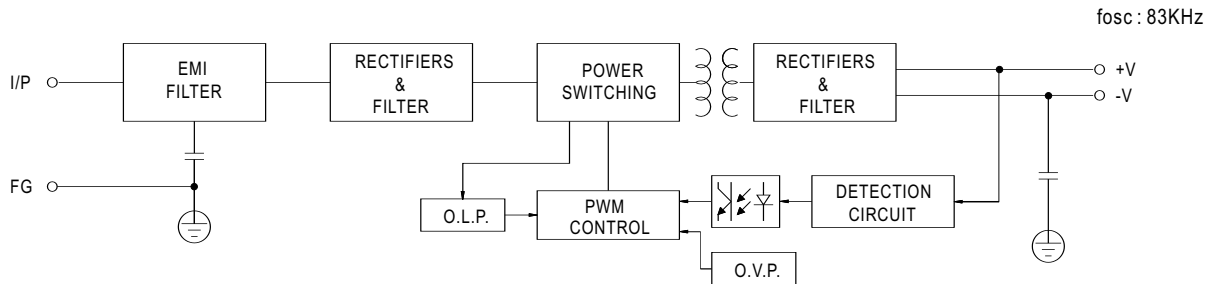 fosc : 83KHz
I/P
EMI
FILTER
RECTIFIERS
&
FILTER
POWER
SWITCHING
RECTIFIERS
&
FILTER
+V
-V
FG
O.L.P.
PWM
CONTROL
DETECTION
CIRCUIT
O.V.P.